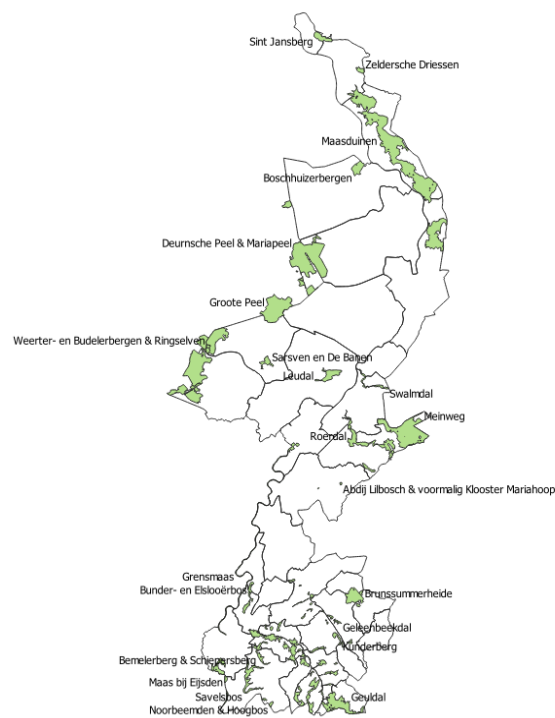 Sint Jansberg
Zeldersche Driessen
Maasduinen
Boschhuizerbergen
Deurnsche Peel & Mariapeel
Groote Peel
Weerter- en Budelerbergen & Ringselven
Sarsven en De Banen
Leudal
Swalmdal
Meinweg
Roerdal
Abdij Lilbosch & voormalig Klooster Mariahoop
Grensmaas
Bunder- en Elslooërbos
Brunssummerheide
Geleenbeekdal
Kunderberg
Bemelerberg & Schiepersberg
Maas bij Eijsden
Savelsbos
Geuldal
Noorbeemden & Hoogbos